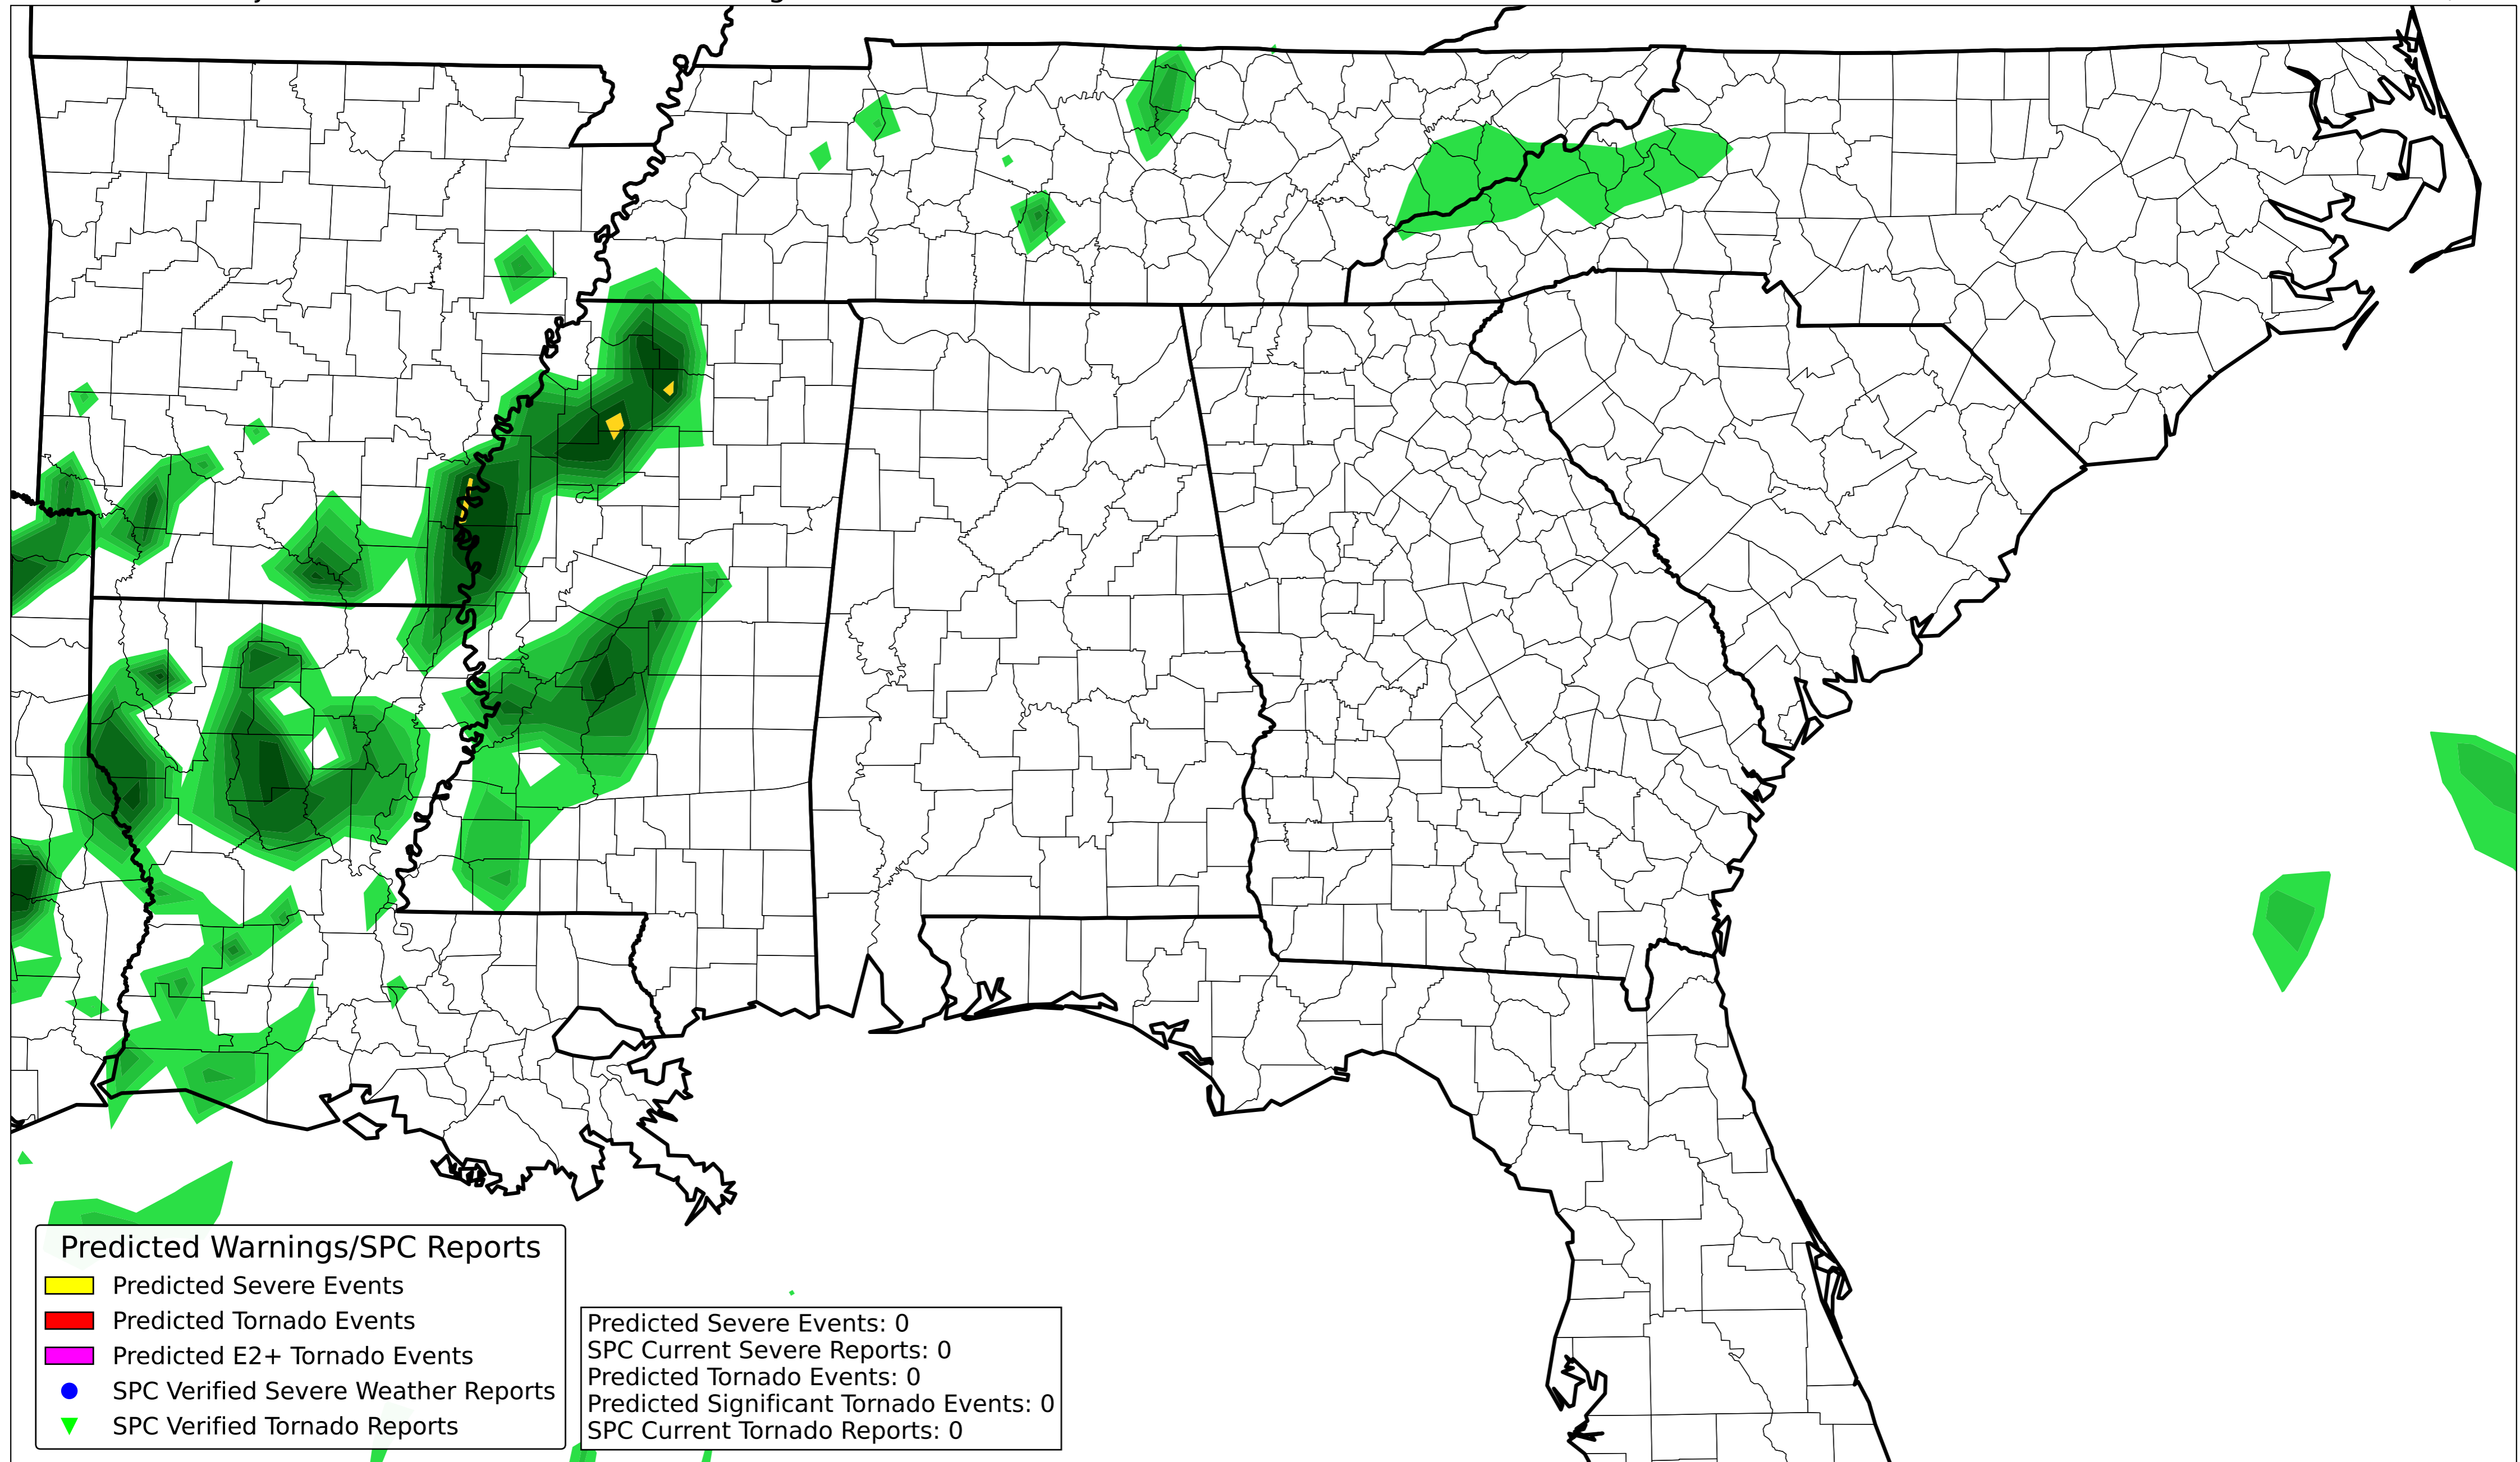 Predicted Warnings/SPC Reports
Predicted Severe Events
Predicted Tornado Events
Predicted E2+ Tornado Events
SPC Verified Severe Weather Reports
SPC Verified Tornado Reports
Predicted Severe Events: 0
SPC Current Severe Reports: 0
Predicted Tornado Events: 0
Predicted Significant Tornado Events: 0
SPC Current Tornado Reports: 0